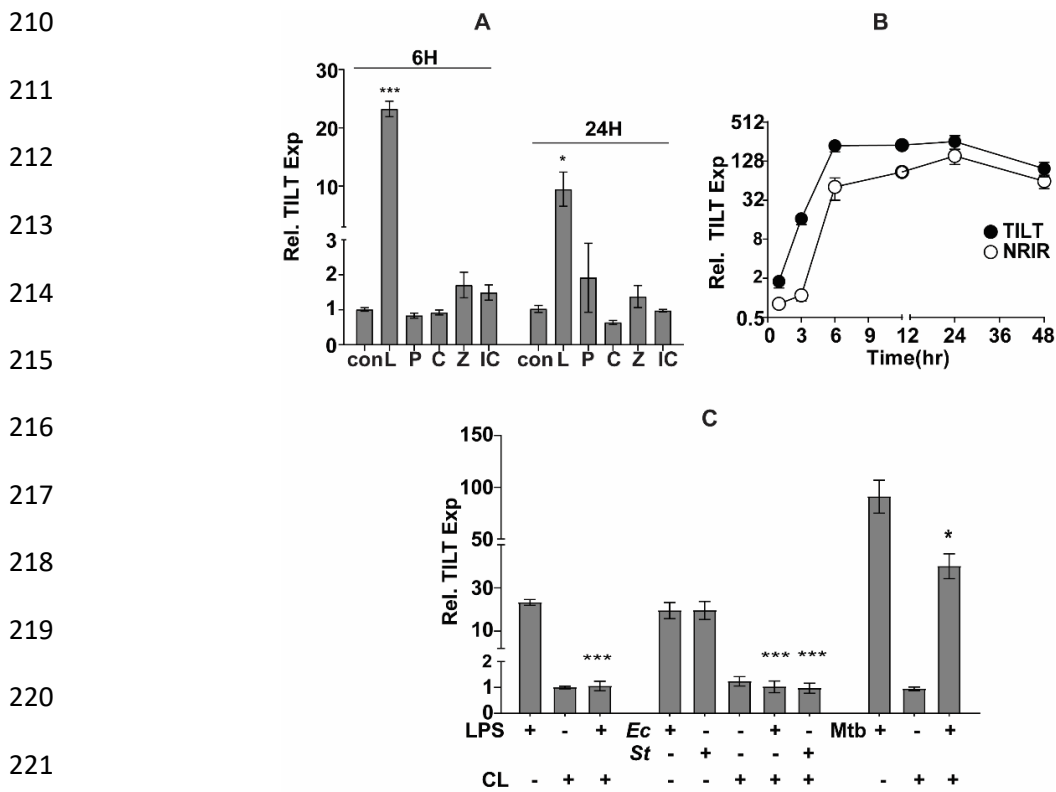 210
A
B
6H
30
***
211
512
24H
212
20
128
*
Rel. TILT Exp
Rel. TILT Exp
10
32
213
3
8
TILT
NRIR
2
2
214
1
0.5
0 3 6 9 12 24 36 48
0
con L P C Z IC
con L P C Z IC
Time(hr)
215
216
C
150
217
100
Rel. TILT Exp
50
*
218
30
219
10
*** *** ***
2
220
1
0
LPS + - +
Ec + - - + -
Mtb + - +
St - + - - +
221
CL - + + - - + + + - + +